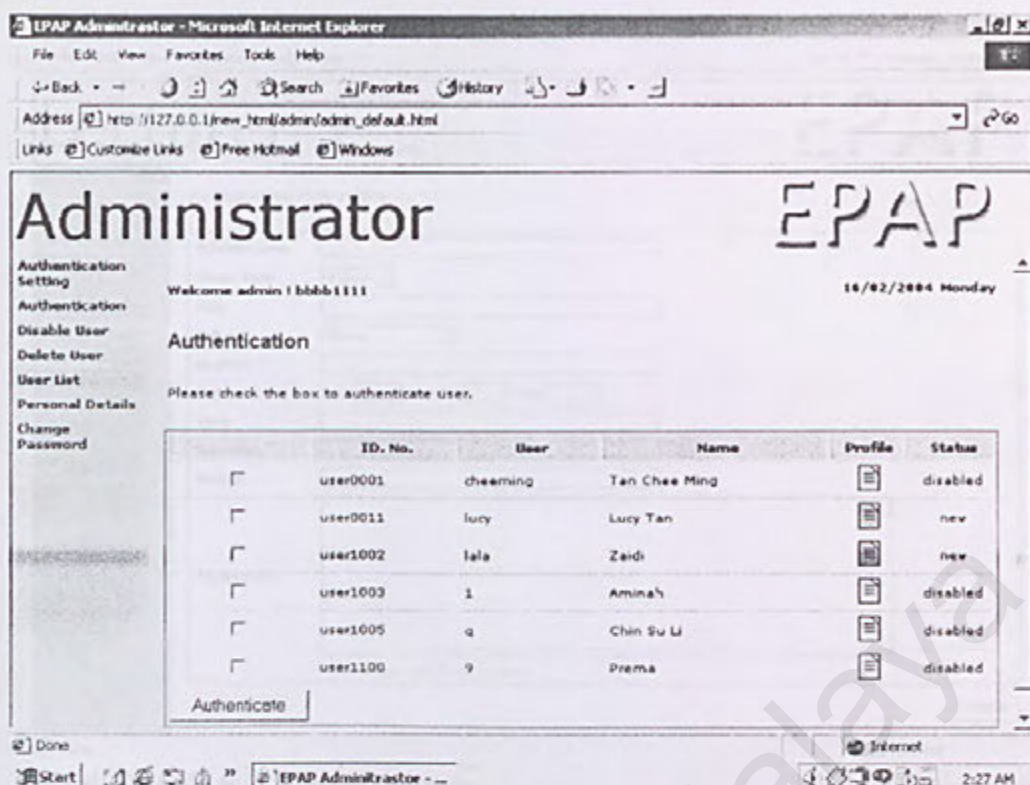 EPAP Adminitrastor - Microsoft Internet Explorer
File Edit View Favorites Tools Help
Back Search Favorites History
Address http://127.0.0.1/new_html/admin/admin_default.html Go
Links Customize Links Free Hotmail Windows
Administrator EPAP
Authentication Setting
Authentication
Disable User
Delete User
User List
Personal Details
Change Password
Welcome admin ! bbbb1111 16/02/2004 Monday
Authentication
Please check the box to authenticate user.
ID. No. User Name Profile Status
user0001 cheeming Tan Chee Ming disabled
user0011 lucy Lucy Tan new
user1002 lala Zaidi new
user1003 1 Aminah disabled
user1005 q Chin Su Li disabled
user1100 9 Prema disabled
Authenticate
Done Internet
Start EPAP Adminitrastor - ... 2:27 AM
alaya